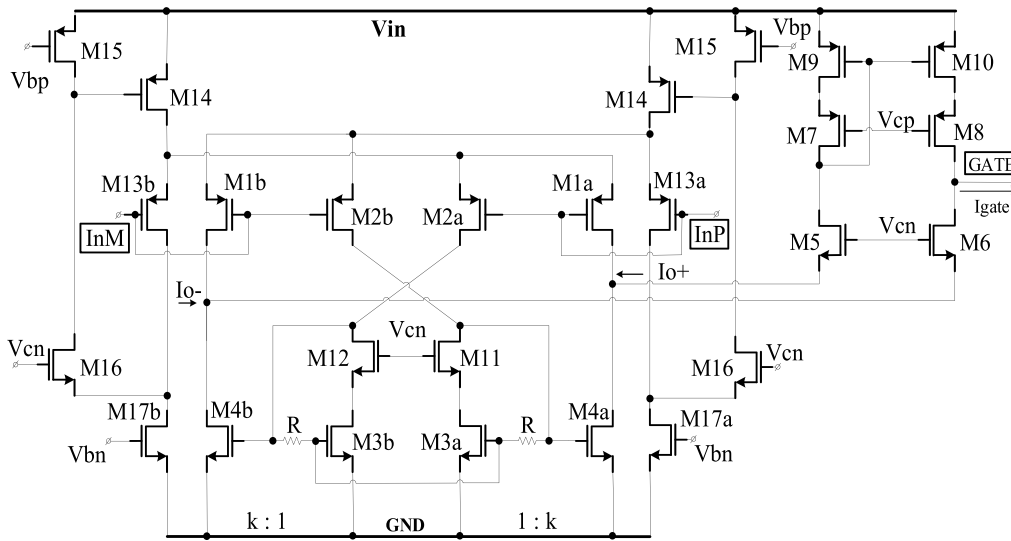 Vin
M15
Vbp
M14
M15
Vbp
M14
M9
M10
M7
Vcp
M8
GATE
Igate
M13b
M1b
M2b
M2a
M1a
M13a
InM
InP
M5
Vcn
M6
Io-
Io+
Vcn
M16
M12
Vcn
M11
M16
Vcn
M17b
M4b
R
M3b
M3a
R
M4a
M17a
Vbn
Vbn
k : 1
GND
1 : k